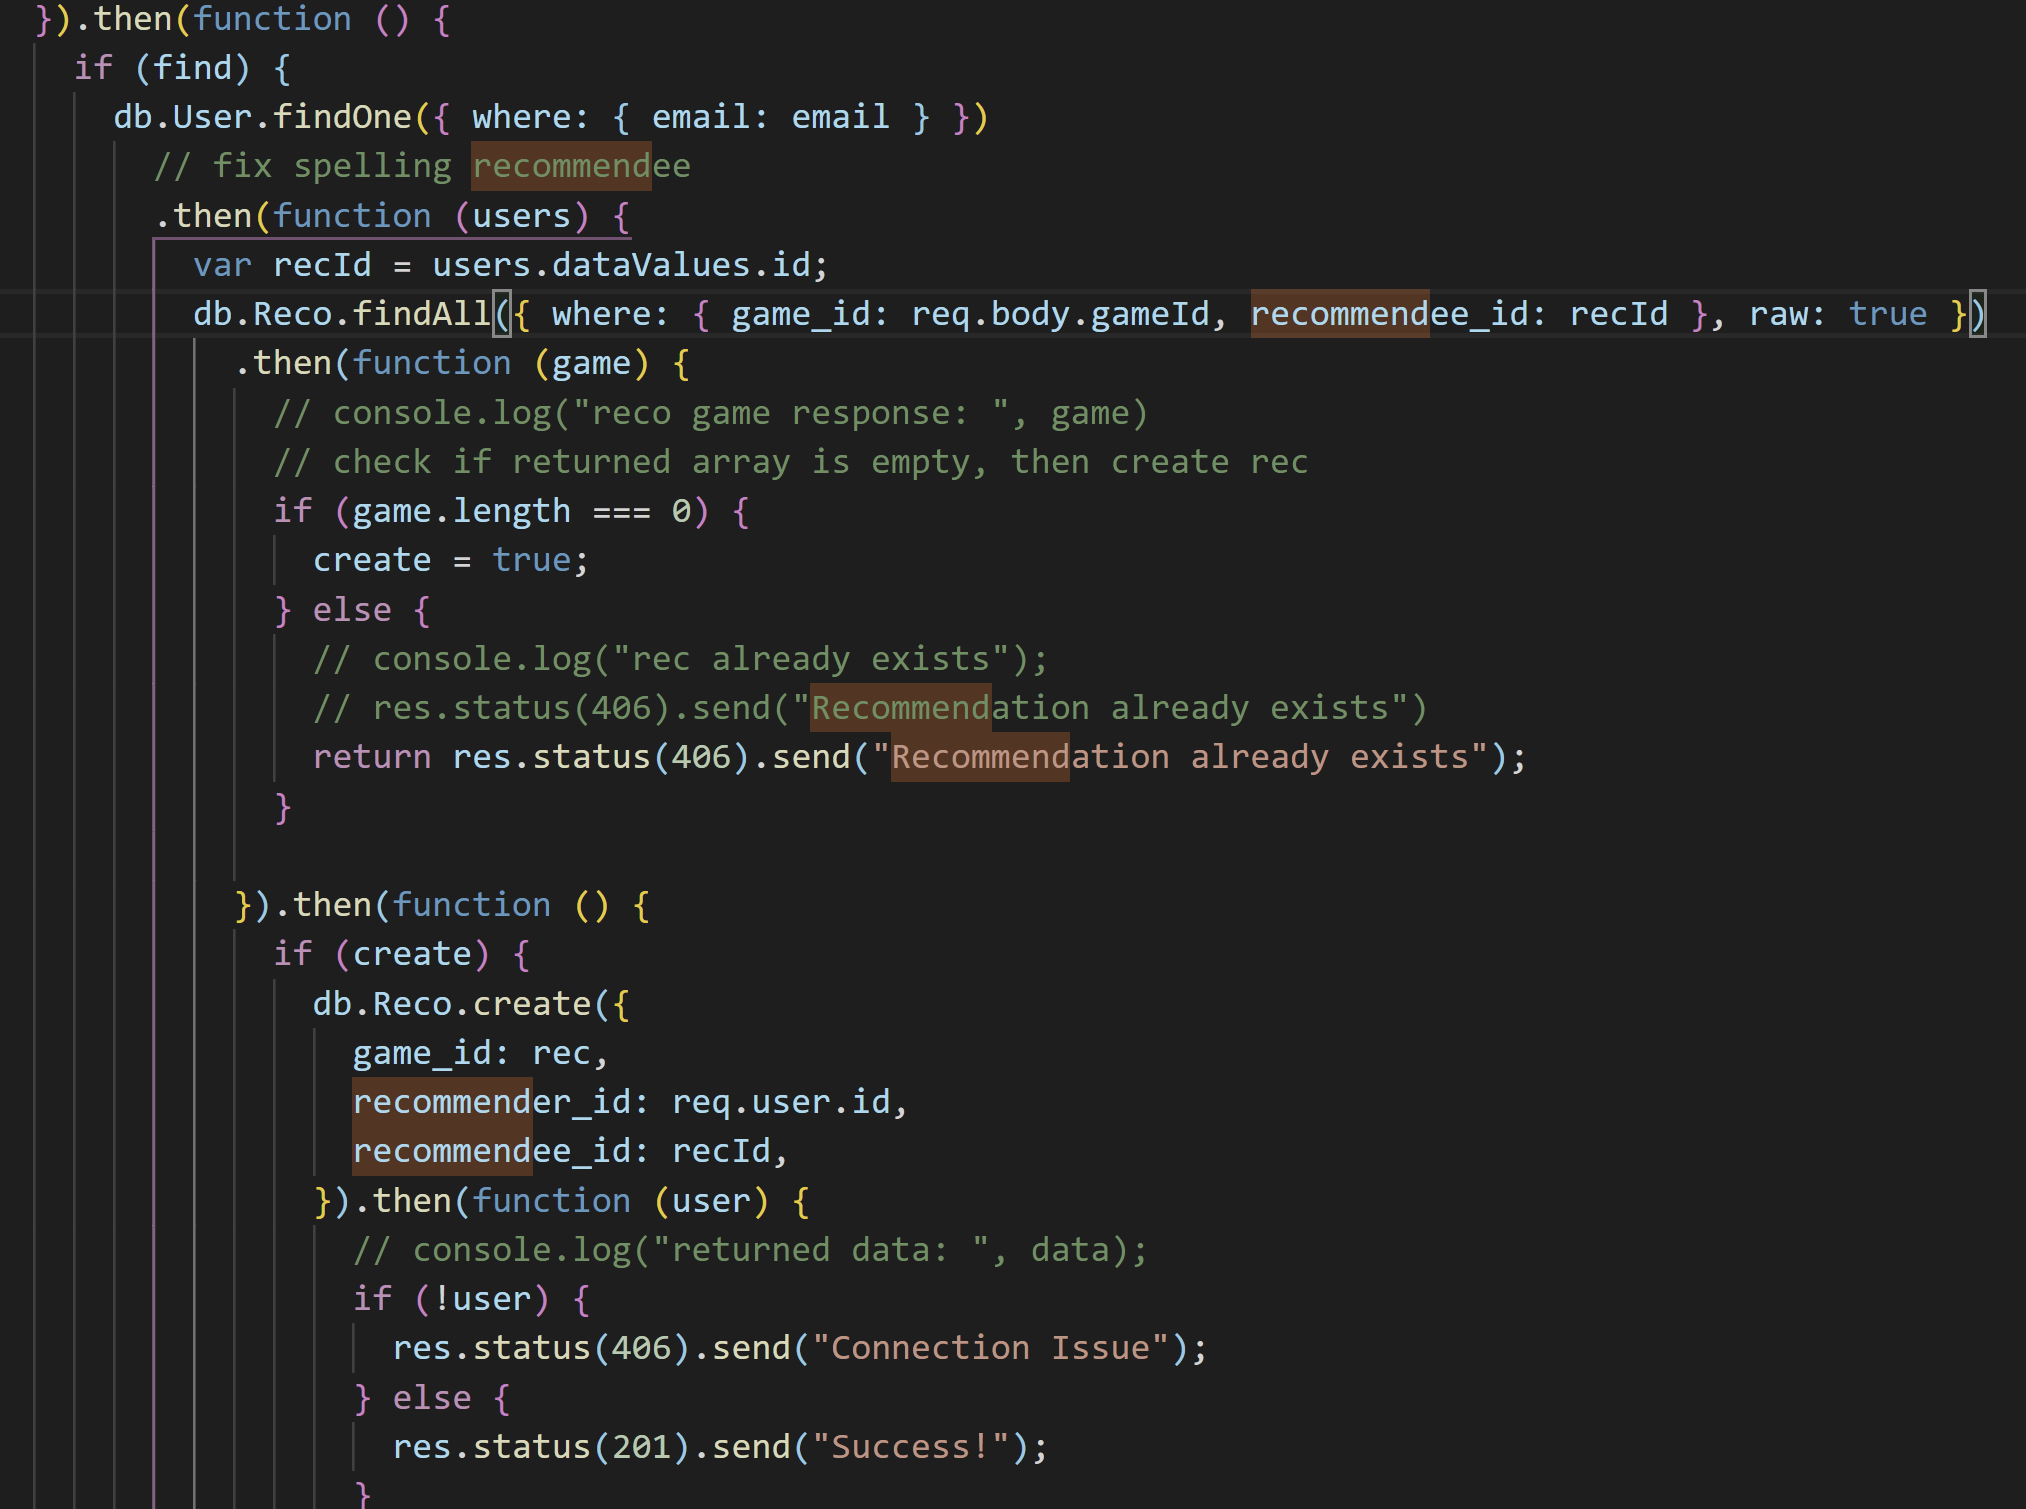 }).then(function () {
if (find) {
db.User.findOne({ where: { email: email } })
// fix spelling recommendee
.then(function (users) {
var recId = users.dataValues.id;
db.Reco.findAll({ where: { game_id: req.body.gameId, recommendee_id: recId }, raw: true })
.then(function (game) {
// console.log("reco game response: ", game)
// check if returned array is empty, then create rec
if (game.length === 0) {
create = true;
} else {
// console.log("rec already exists");
// res.status(406).send("Recommendation already exists")
return res.status(406).send("Recommendation already exists");
}
}).then(function () {
if (create) {
db.Reco.create({
game_id: rec,
recommender_id: req.user.id,
recommendee_id: recId,
}).then(function (user) {
// console.log("returned data: ", data);
if (!user) {
res.status(406).send("Connection Issue");
} else {
res.status(201).send("Success!");
}